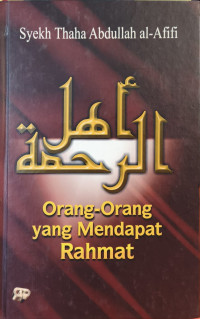 Syekh Thaha Abdullah al-Afifi
أهل
الرحمة
Orang-Orang
yang Mendapat
Rahmat